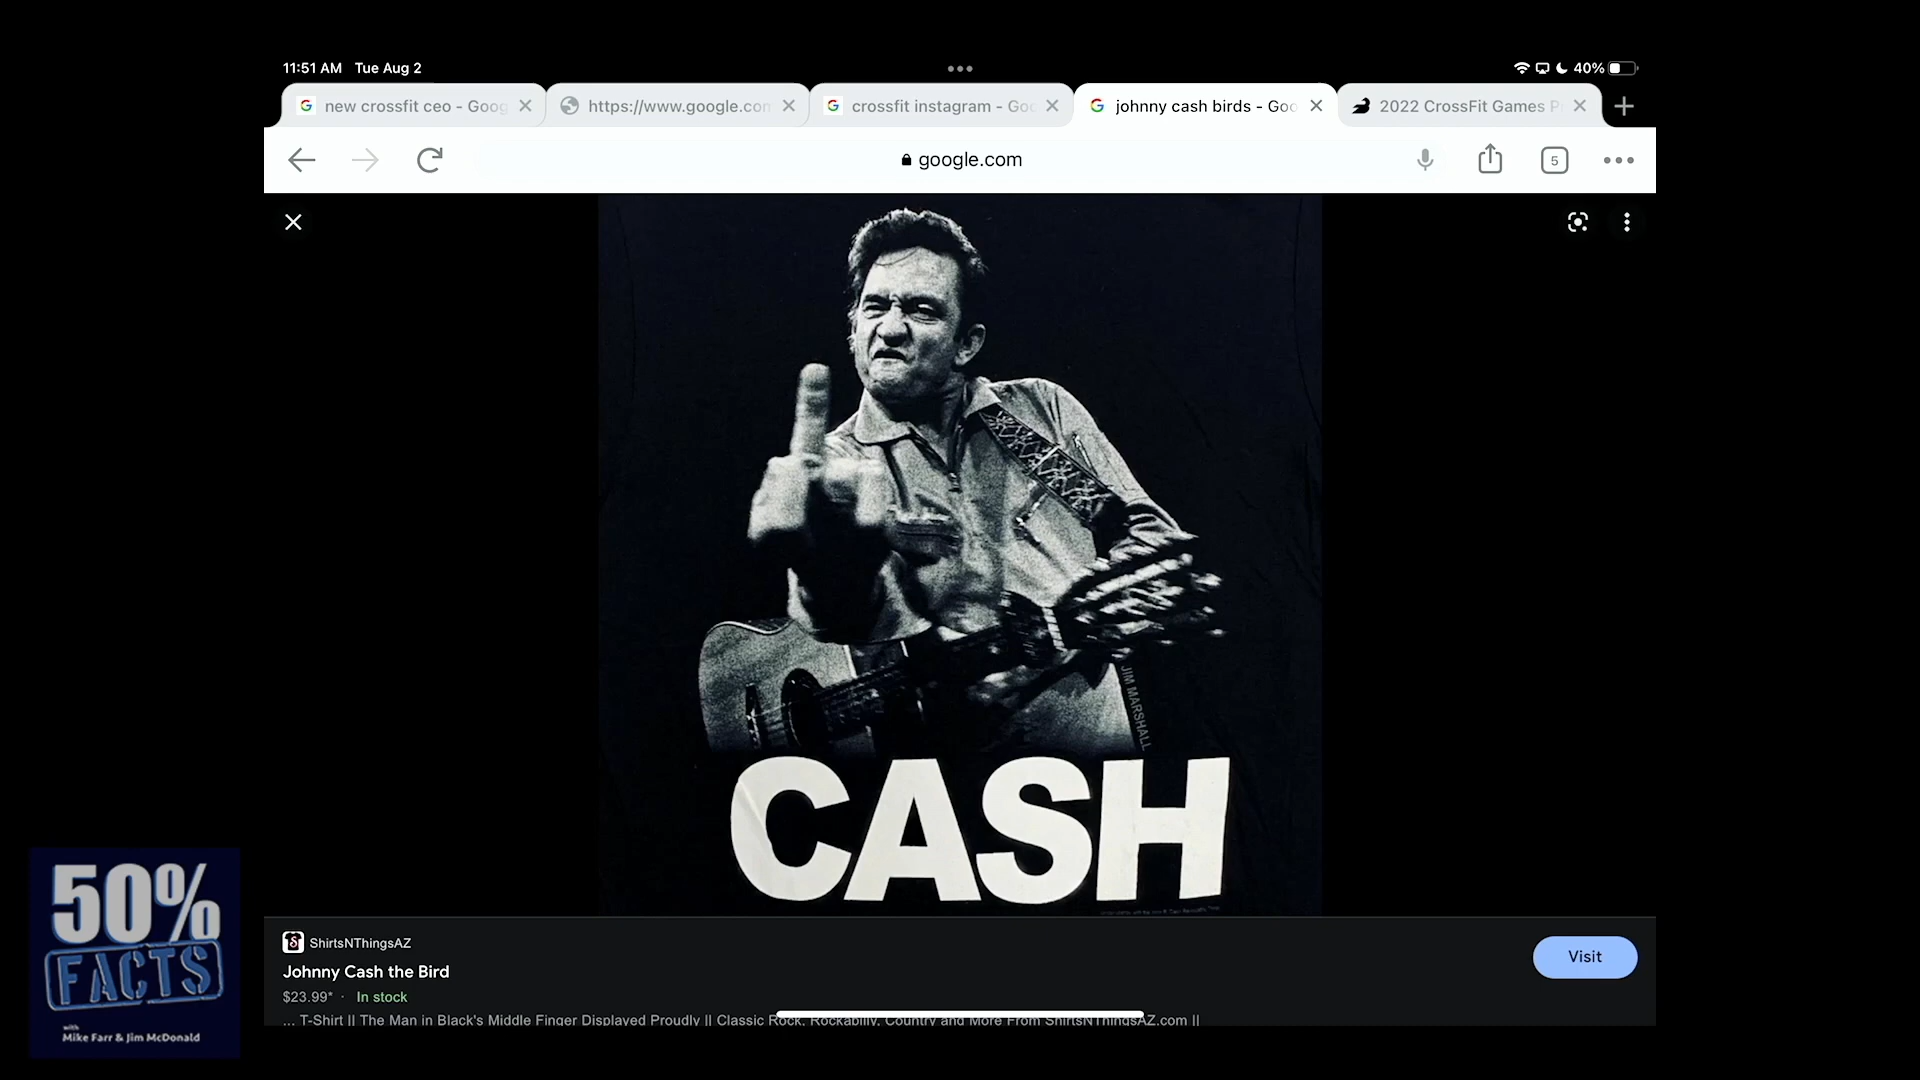 11:51 AM Tue Aug 2
40%
new crossfit ceo - Goog
https://www.google.con
crossfit instagram - Goo
johnny cash birds - Goo
2022 CrossFit Games P
google.com
5
JIM MARSHALL
CASH
ShirtsNThingsAZ
Johnny Cash the Bird
$23.99* · In stock
Visit
... T-Shirt || The Man in Black's Middle Finger Displayed Proudly || Classic Rock, Rockabilly, Country and More From ShirtsNThingsAZ.com ||
50%
FACTS
with
Mike Farr & Jim McDonald